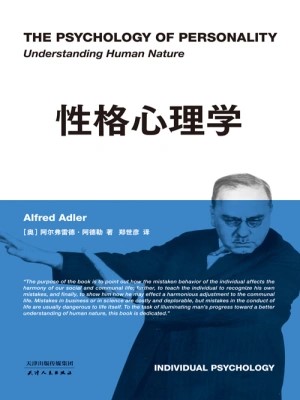 THE PSYCHOLOGY OF PERSONALITY
Understanding Human Nature
性格心理学
Alfred Adler
[奥] 阿尔弗雷德·阿德勒 著 郑世彦 译
"The purpose of the book is to point out how the mistaken behavior of the individual affects the
harmony of our social and communal life; further, to teach the individual to recognize his own
mistakes, and finally, to show him how he may effect a harmonious adjustment to the communal
life. Mistakes in business or in science are costly and deplorable, but mistakes in the conduct of
life are usually dangerous to life itself. To the task of illuminating man's progress toward a better
understanding of human nature, this book is dedicated."
天津出版传媒集团
天津人民出版社
INDIVIDUAL PSYCHOLOGY